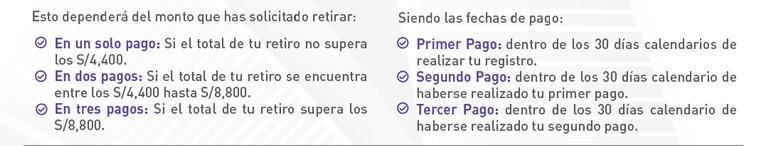 Esto dependerá del monto que has solicitado retirar:
En un solo pago: Si el total de tu retiro no supera
los S/4,400.
En dos pagos: Si el total de tu retiro se encuentra
entre los S/4,400 hasta S/8,800.
En tres pagos: Si el total de tu retiro supera los
S/8,800.
Siendo las fechas de pago:
Primer Pago: dentro de los 30 días calendarios de
realizar tu registro.
Segundo Pago: dentro de los 30 días calendario de
haberse realizado tu primer pago.
Tercer Pago: dentro de los 30 días calendario de
haberse realizado tu segundo pago.